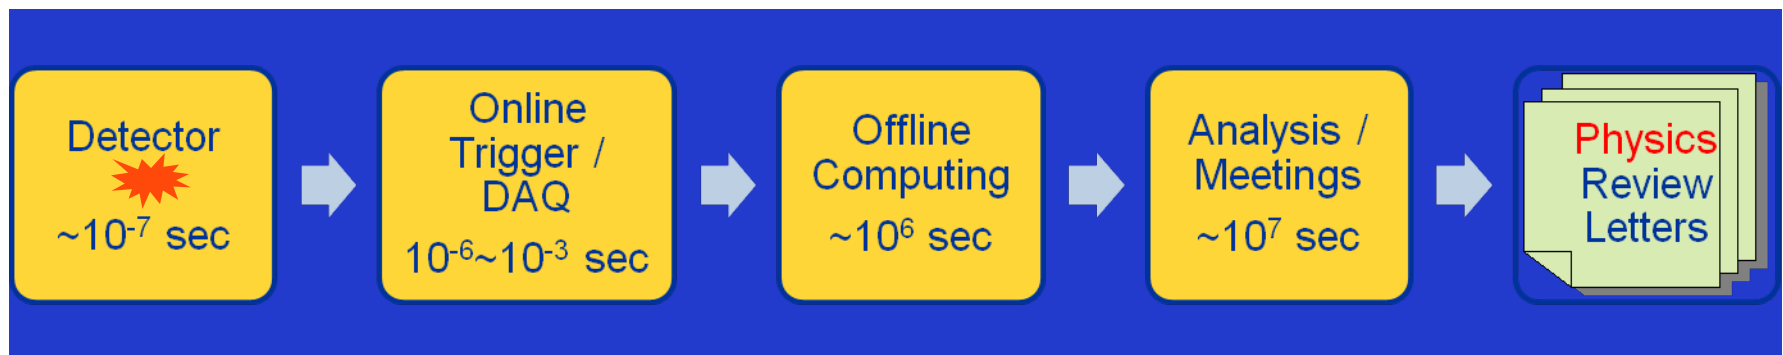 Detector
~10⁻⁷ sec
Online
Trigger /
DAQ
10⁻⁶~10⁻³ sec
Offline
Computing
~10⁶ sec
Analysis /
Meetings
~10⁷ sec
Physics
Review
Letters